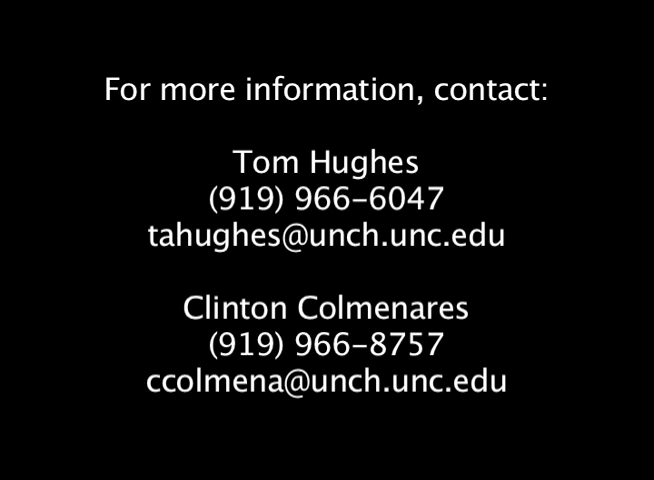 For more information, contact:
Tom Hughes
(919) 966-6047
tahughes@unch.unc.edu
Clinton Colmenares
(919) 966-8757
ccolmena@unch.unc.edu